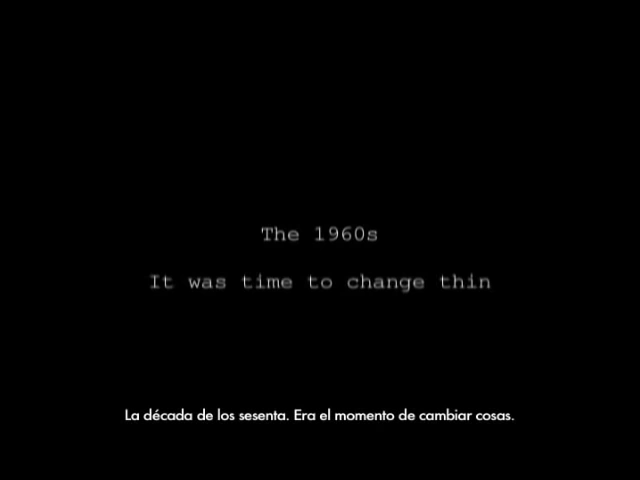 The 1960s
It was time to change thin
La década de los sesenta. Era el momento de cambiar cosas.